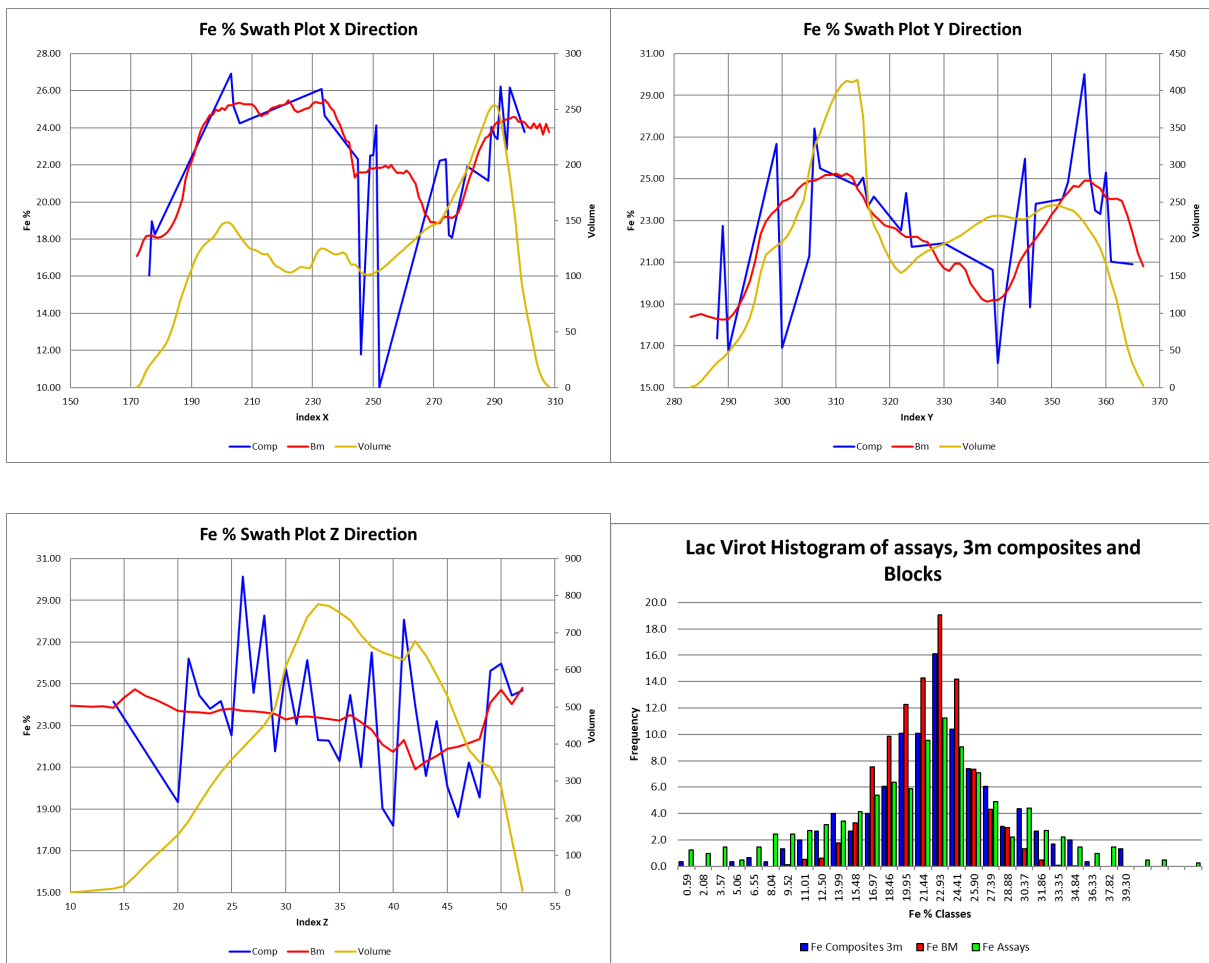 Fe % Swath Plot X Direction
28.00
26.00
24.00
22.00
20.00
18.00
16.00
14.00
12.00
10.00
Fe %
300
250
200
150
100
50
0
Volume
150 170 190 210 230 250 270 290 310
index X
Comp Bm Volume
Fe % Swath Plot Y Direction
31.00
29.00
27.00
25.00
23.00
21.00
19.00
17.00
15.00
Fe %
450
400
350
300
250
200
150
100
50
0
Volume
280 290 300 310 320 330 340 350 360 370
Index Y
Comp Bm Volume
Fe % Swath Plot Z Direction
31.00
29.00
27.00
25.00
23.00
21.00
19.00
17.00
15.00
Fe %
900
800
700
600
500
400
300
200
100
0
Volume
10 15 20 25 30 35 40 45 50 55
Index Z
Comp Bm Volume
Lac Virot Histogram of assays, 3m composites and
Blocks
20.0
18.0
16.0
14.0
12.0
10.0
8.0
6.0
4.0
2.0
0.0
Frequency
0.59 2.08 3.57 5.06 6.55 8.04 9.52 11.01 12.50 13.99 15.48 16.97 18.46 19.95 21.44 22.93 24.41 25.90 27.39 28.88 30.37 31.86 33.35 34.84 36.33 37.82 39.30
Fe % Classes
Fe Composites 3m Fe BM Fe Assays